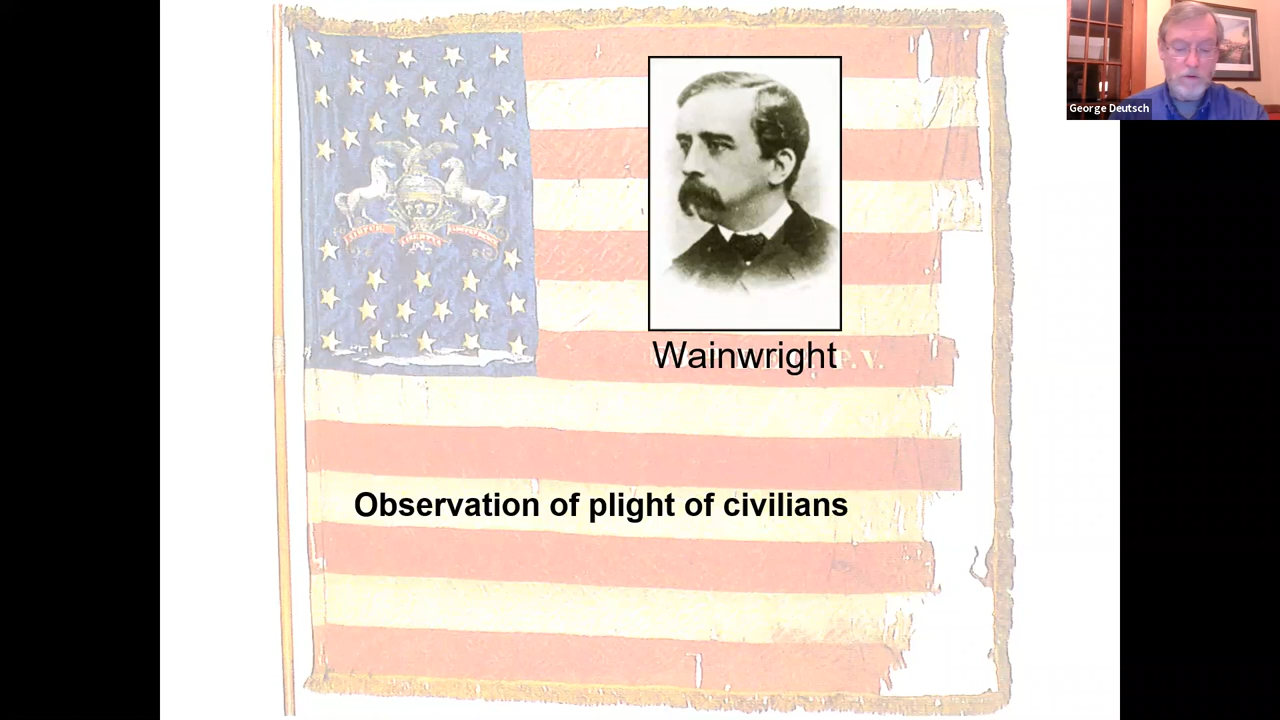 George Deutsch
Wainwright
P.V.
Observation of plight of civilians